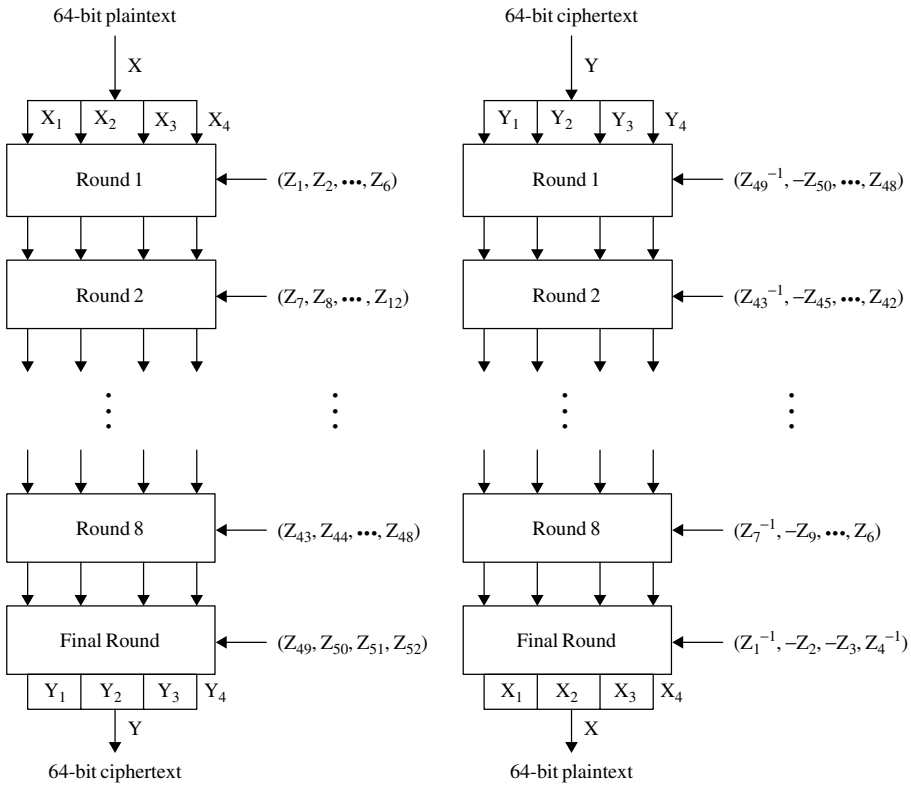 64-bit plaintext
X
X₁ X₂ X₃ X₄
Round 1
(Z₁, Z₂, •••, Z₆)
Round 2
(Z₇, Z₈, •••, Z₁₂)
Round 8
(Z₄₃, Z₄₄, •••, Z₄₈)
Final Round
(Z₄₉, Z₅₀, Z₅₁, Z₅₂)
Y₁ Y₂ Y₃ Y₄
Y
64-bit ciphertext
64-bit ciphertext
Y
Y₁ Y₂ Y₃ Y₄
Round 1
(Z₄₉⁻¹, –Z₅₀, •••, Z₄₈)
Round 2
(Z₄₃⁻¹, –Z₄₅, •••, Z₄₂)
Round 8
(Z₇⁻¹, –Z₉, •••, Z₆)
Final Round
(Z₁⁻¹, –Z₂, –Z₃, Z₄⁻¹)
X₁ X₂ X₃ X₄
X
64-bit plaintext